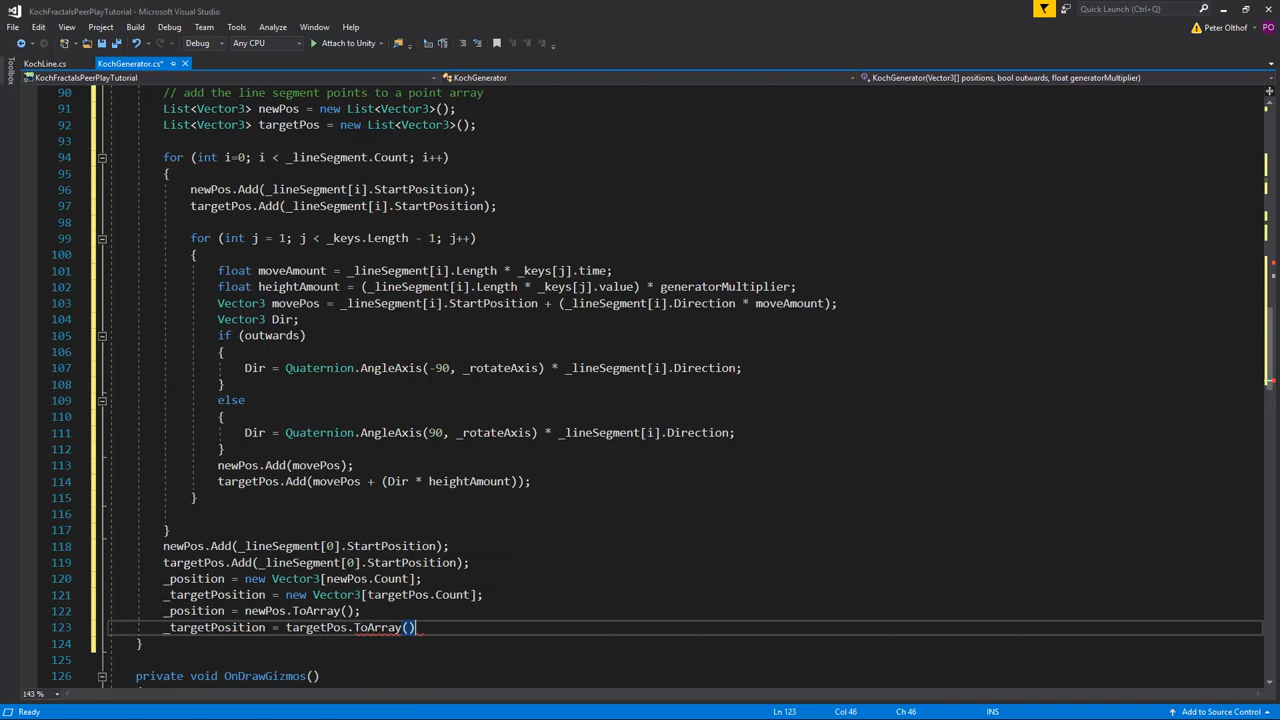 KochFractalsPeerPlayTutorial - Microsoft Visual Studio
Quick Launch (Ctrl+Q)
File Edit View Project Build Debug Team Tools Test Analyze Window Help
Peter Olthof PO
Debug Any CPU Attach to Unity
Toolbox
KochLine.cs KochGenerator.cs*
KochFractalsPeerPlayTutorial KochGenerator KochGenerator(Vector3[] positions, bool outwards, float generatorMultiplier)
90 // add the line segment points to a point array
91 List<Vector3> newPos = new List<Vector3>();
92 List<Vector3> targetPos = new List<Vector3>();
93
94 for (int i=0; i < _lineSegment.Count; i++)
95 {
96 newPos.Add(_lineSegment[i].StartPosition);
97 targetPos.Add(_lineSegment[i].StartPosition);
98
99 for (int j = 1; j < _keys.Length - 1; j++)
100 {
101 float moveAmount = _lineSegment[i].Length * _keys[j].time;
102 float heightAmount = (_lineSegment[i].Length * _keys[j].value) * generatorMultiplier;
103 Vector3 movePos = _lineSegment[i].StartPosition + (_lineSegment[i].Direction * moveAmount);
104 Vector3 Dir;
105 if (outwards)
106 {
107 Dir = Quaternion.AngleAxis(-90, _rotateAxis) * _lineSegment[i].Direction;
108 }
109 else
110 {
111 Dir = Quaternion.AngleAxis(90, _rotateAxis) * _lineSegment[i].Direction;
112 }
113 newPos.Add(movePos);
114 targetPos.Add(movePos + (Dir * heightAmount));
115 }
116
117 }
118 newPos.Add(_lineSegment[0].StartPosition);
119 targetPos.Add(_lineSegment[0].StartPosition);
120 _position = new Vector3[newPos.Count];
121 _targetPosition = new Vector3[targetPos.Count];
122 _position = newPos.ToArray();
123 _targetPosition = targetPos.ToArray()
124 }
125
126 private void OnDrawGizmos()
143 %
Ready Ln 123 Col 46 Ch 46 INS Add to Source Control